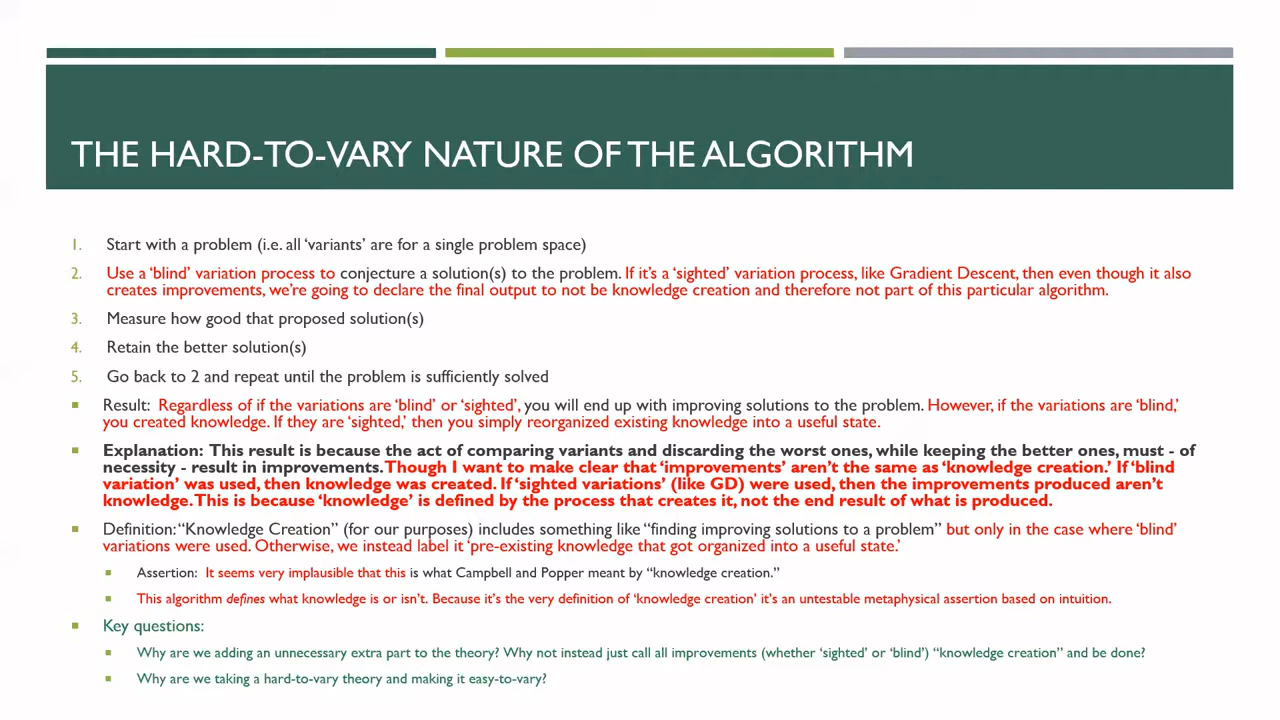 THE HARD-TO-VARY NATURE OF THE ALGORITHM
1. Start with a problem (i.e. all ‘variants’ are for a single problem space)
2. Use a ‘blind’ variation process to conjecture a solution(s) to the problem. If it’s a ‘sighted’ variation process, like Gradient Descent, then even though it also
creates improvements, we’re going to declare the final output to not be knowledge creation and therefore not part of this particular algorithm.
3. Measure how good that proposed solution(s)
4. Retain the better solution(s)
5. Go back to 2 and repeat until the problem is sufficiently solved
Result: Regardless of if the variations are ‘blind’ or ‘sighted’, you will end up with improving solutions to the problem. However, if the variations are ‘blind,’
you created knowledge. If they are ‘sighted,’ then you simply reorganized existing knowledge into a useful state.
Explanation: This result is because the act of comparing variants and discarding the worst ones, while keeping the better ones, must - of
necessity - result in improvements. Though I want to make clear that ‘improvements’ aren’t the same as ‘knowledge creation.’ If ‘blind
variation’ was used, then knowledge was created. If ‘sighted variations’ (like GD) were used, then the improvements produced aren’t
knowledge. This is because ‘knowledge’ is defined by the process that creates it, not the end result of what is produced.
Definition: “Knowledge Creation” (for our purposes) includes something like “finding improving solutions to a problem” but only in the case where ‘blind’
variations were used. Otherwise, we instead label it ‘pre-existing knowledge that got organized into a useful state.’
Assertion: It seems very implausible that this is what Campbell and Popper meant by “knowledge creation.”
This algorithm defines what knowledge is or isn’t. Because it’s the very definition of ‘knowledge creation’ it’s an untestable metaphysical assertion based on intuition.
Key questions:
Why are we adding an unnecessary extra part to the theory? Why not instead just call all improvements (whether ‘sighted’ or ‘blind’) “knowledge creation” and be done?
Why are we taking a hard-to-vary theory and making it easy-to-vary?